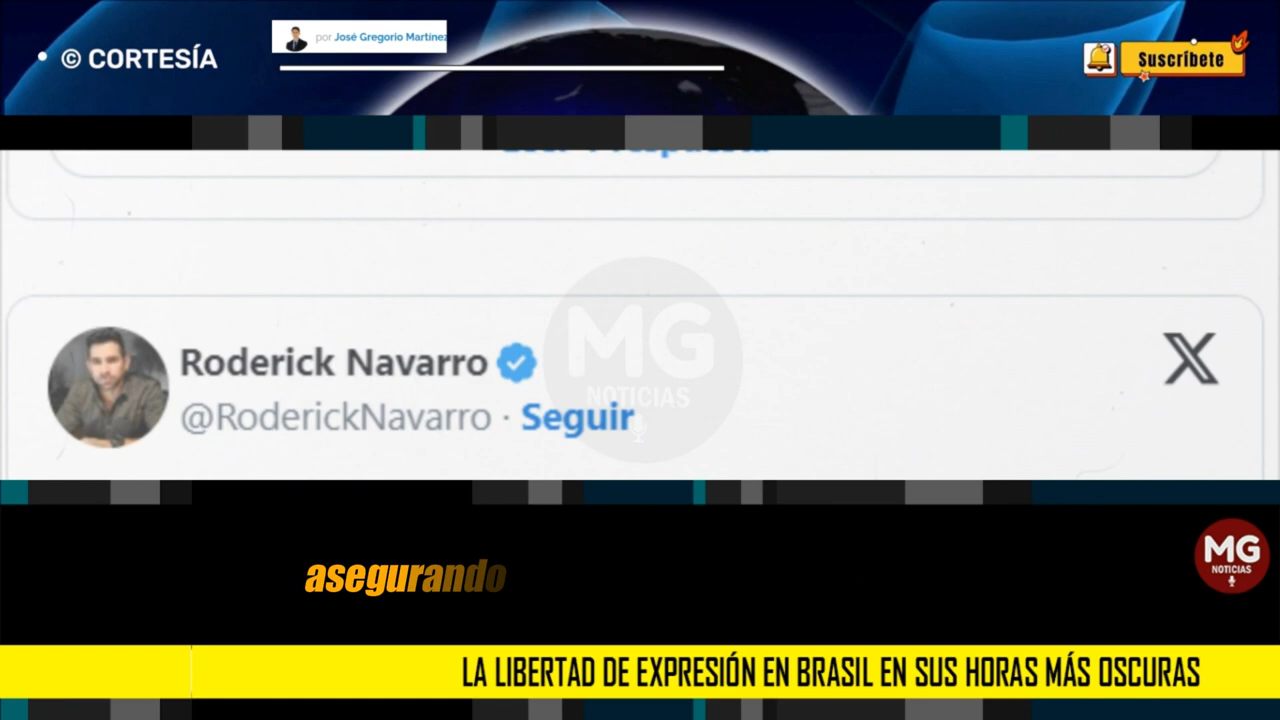 © CORTESÍA
por José Gregorio Martínez
Suscríbete
Roderick Navarro
@RoderickNavarro · Seguir
MG
NOTICIAS
asegurando
MG
NOTICIAS
LA LIBERTAD DE EXPRESIÓN EN BRASIL EN SUS HORAS MÁS OSCURAS